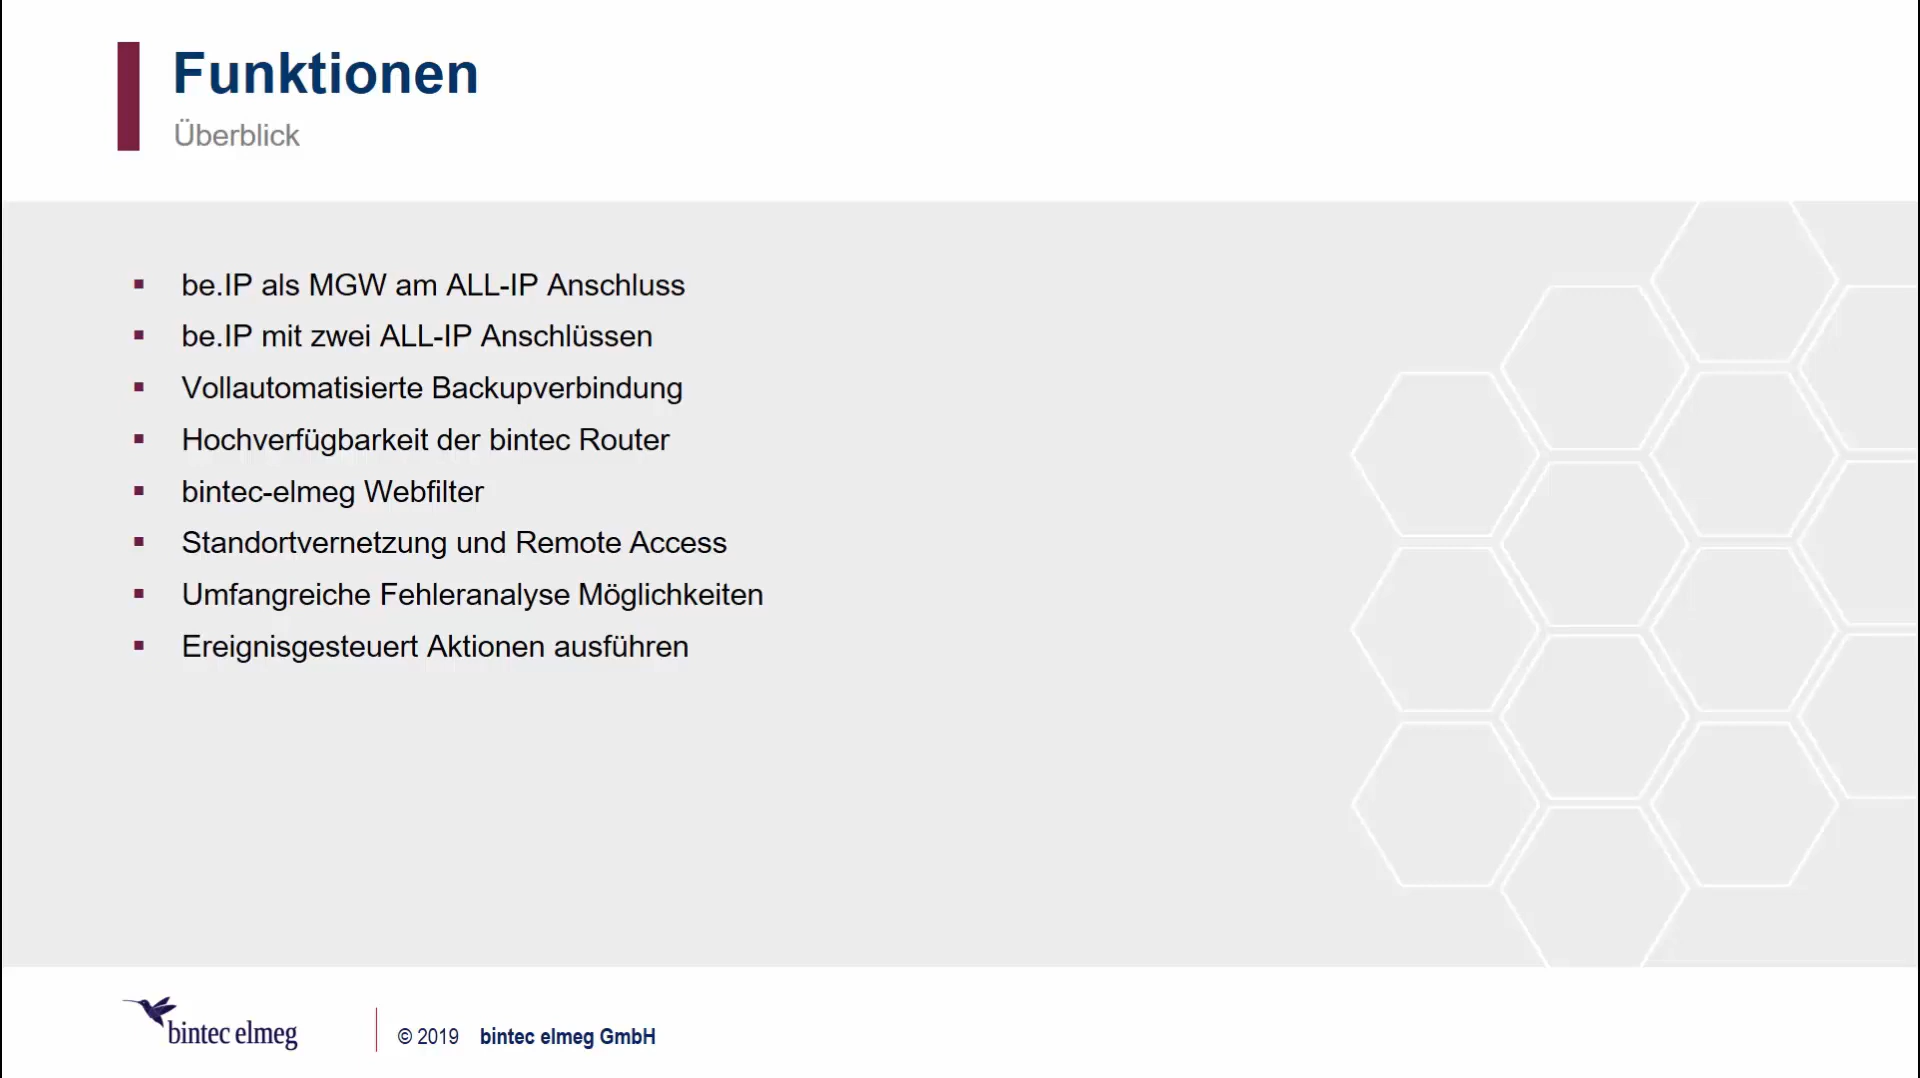 Funktionen
Überblick
be.IP als MGW am ALL-IP Anschluss
be.IP mit zwei ALL-IP Anschlüssen
Vollautomatisierte Backupverbindung
Hochverfügbarkeit der bintec Router
bintec-elmeg Webfilter
Standortvernetzung und Remote Access
Umfangreiche Fehleranalyse Möglichkeiten
Ereignisgesteuert Aktionen ausführen
bintec elmeg
© 2019 bintec elmeg GmbH